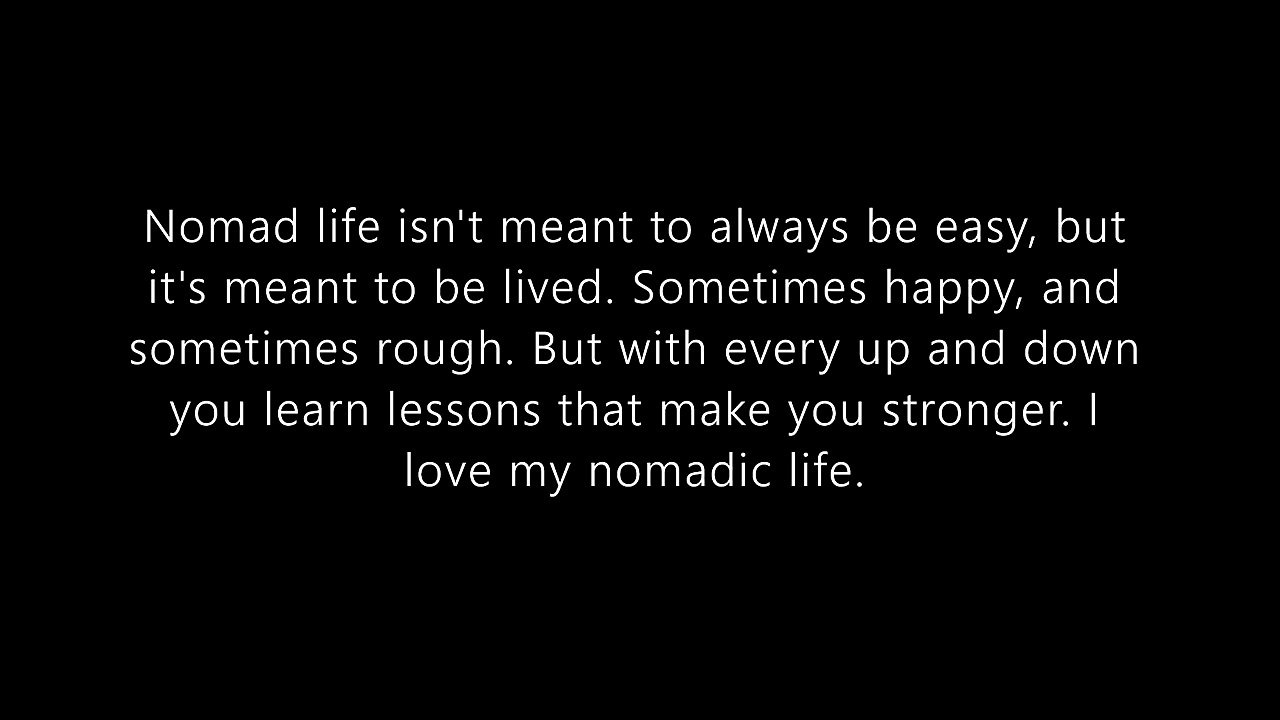 Nomad life isn't meant to always be easy, but
it's meant to be lived. Sometimes happy, and
sometimes rough. But with every up and down
you learn lessons that make you stronger. I
love my nomadic life.